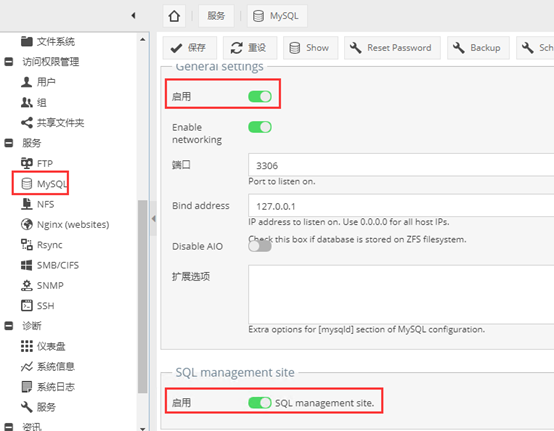 服务
MySQL
保存
重设
Show
Reset Password
Backup
文件系统
访问权限管理
用户
组
共享文件夹
服务
FTP
MySQL
NFS
Nginx (websites)
Rsync
SMB/CIFS
SNMP
SSH
诊断
仪表盘
系统信息
系统日志
服务
资讯
General settings
启用
Enable
networking
端口
3306
Port to listen on.
Bind address
127.0.0.1
IP address to listen on. Use 0.0.0.0 for all host IPs.
Disable AIO
Check this box if database is stored on ZFS filesystem.
扩展选项
Extra options for [mysqld] section of MySQL configuration.
SQL management site
启用
SQL management site.